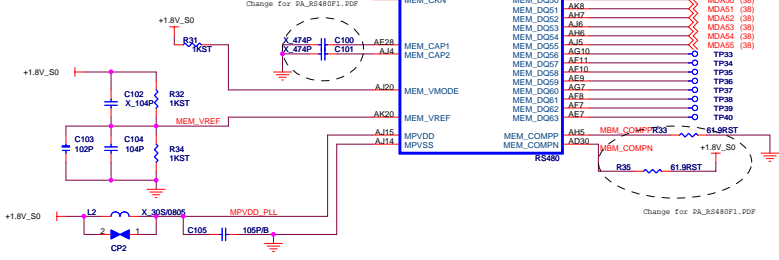 Change for PA_RS480F1.PDF
+1.8V_S0
R31
1KST
X_474P C100
X_474P C101
AE28 MEM_CAP1
AJ4 MEM_CAP2
+1.8V_S0
C102
X_104P
R32
1KST
AJ20 MEM_VMODE
MEM_VREF
AK20 MEM_VREF
C103
102P
C104
104P
R34
1KST
AJ15 MPVDD
AJ14 MPVSS
+1.8V_S0
L2 X_30S/0805
MPVDD_PLL
2 1
CP2
C105 105P/B
MEM_DQ51 AK8 MDA51 (38)
MEM_DQ52 AH7 MDA52 (38)
MEM_DQ53 AJ6 MDA53 (38)
MEM_DQ54 AH6 MDA54 (38)
MEM_DQ55 AJ5 MDA55 (38)
MEM_DQ56 AG10 TP33
MEM_DQ57 AF11 TP34
MEM_DQ58 AF10 TP35
MEM_DQ59 AE9 TP36
MEM_DQ60 AG7 TP37
MEM_DQ61 AF8 TP38
MEM_DQ62 AF7 TP39
MEM_DQ63 AE7 TP40
MEM_COMPP AH5 MBM_COMPP R33 61.9RST
MEM_COMPN AD30 MBM_COMPN
+1.8V_S0
RS480
R35 61.9RST
Change for PA_RS480F1.PDF